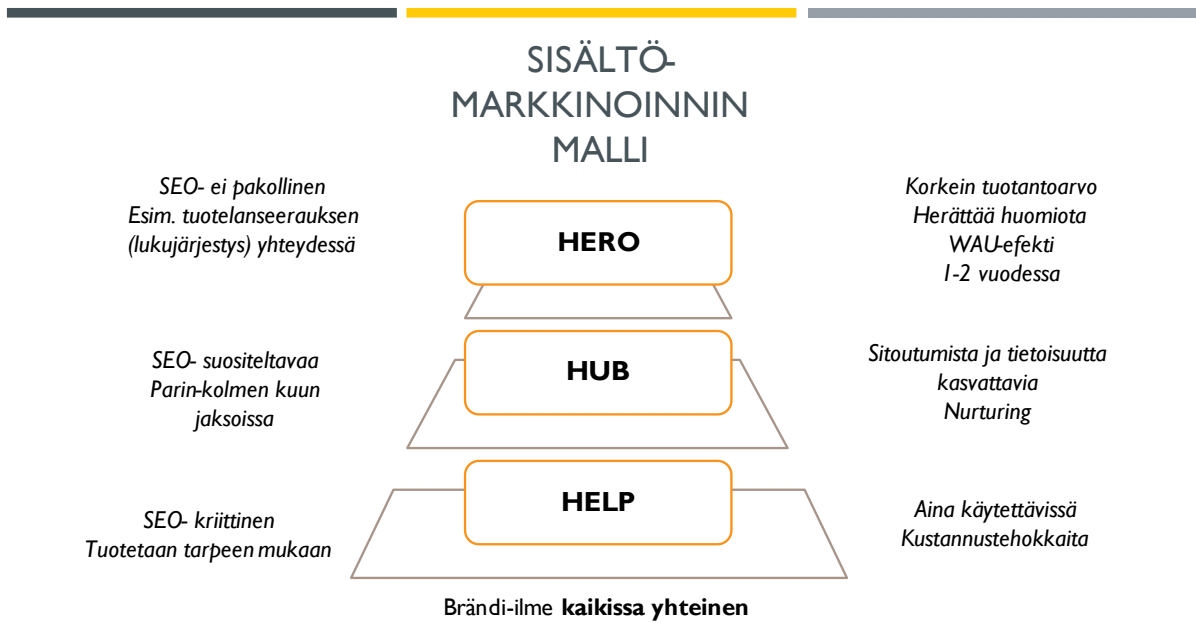 SISÄLTÖ-
MARKKINOINNIN
MALLI
SEO- ei pakollinen
Esim. tuotelanseerauksen
(lukujärjestys) yhteydessä
HERO
Korkein tuotantoarvo
Herättää huomiota
WAU-efekti
1-2 vuodessa
SEO- suositeltavaa
Parin-kolmen kuun
jaksoissa
HUB
Sitoutumista ja tietoisuutta
kasvattavia
Nurturing
SEO- kriittinen
Tuotetaan tarpeen mukaan
HELP
Aina käytettävissä
Kustannustehokkaita
Brändi-ilme kaikissa yhteinen